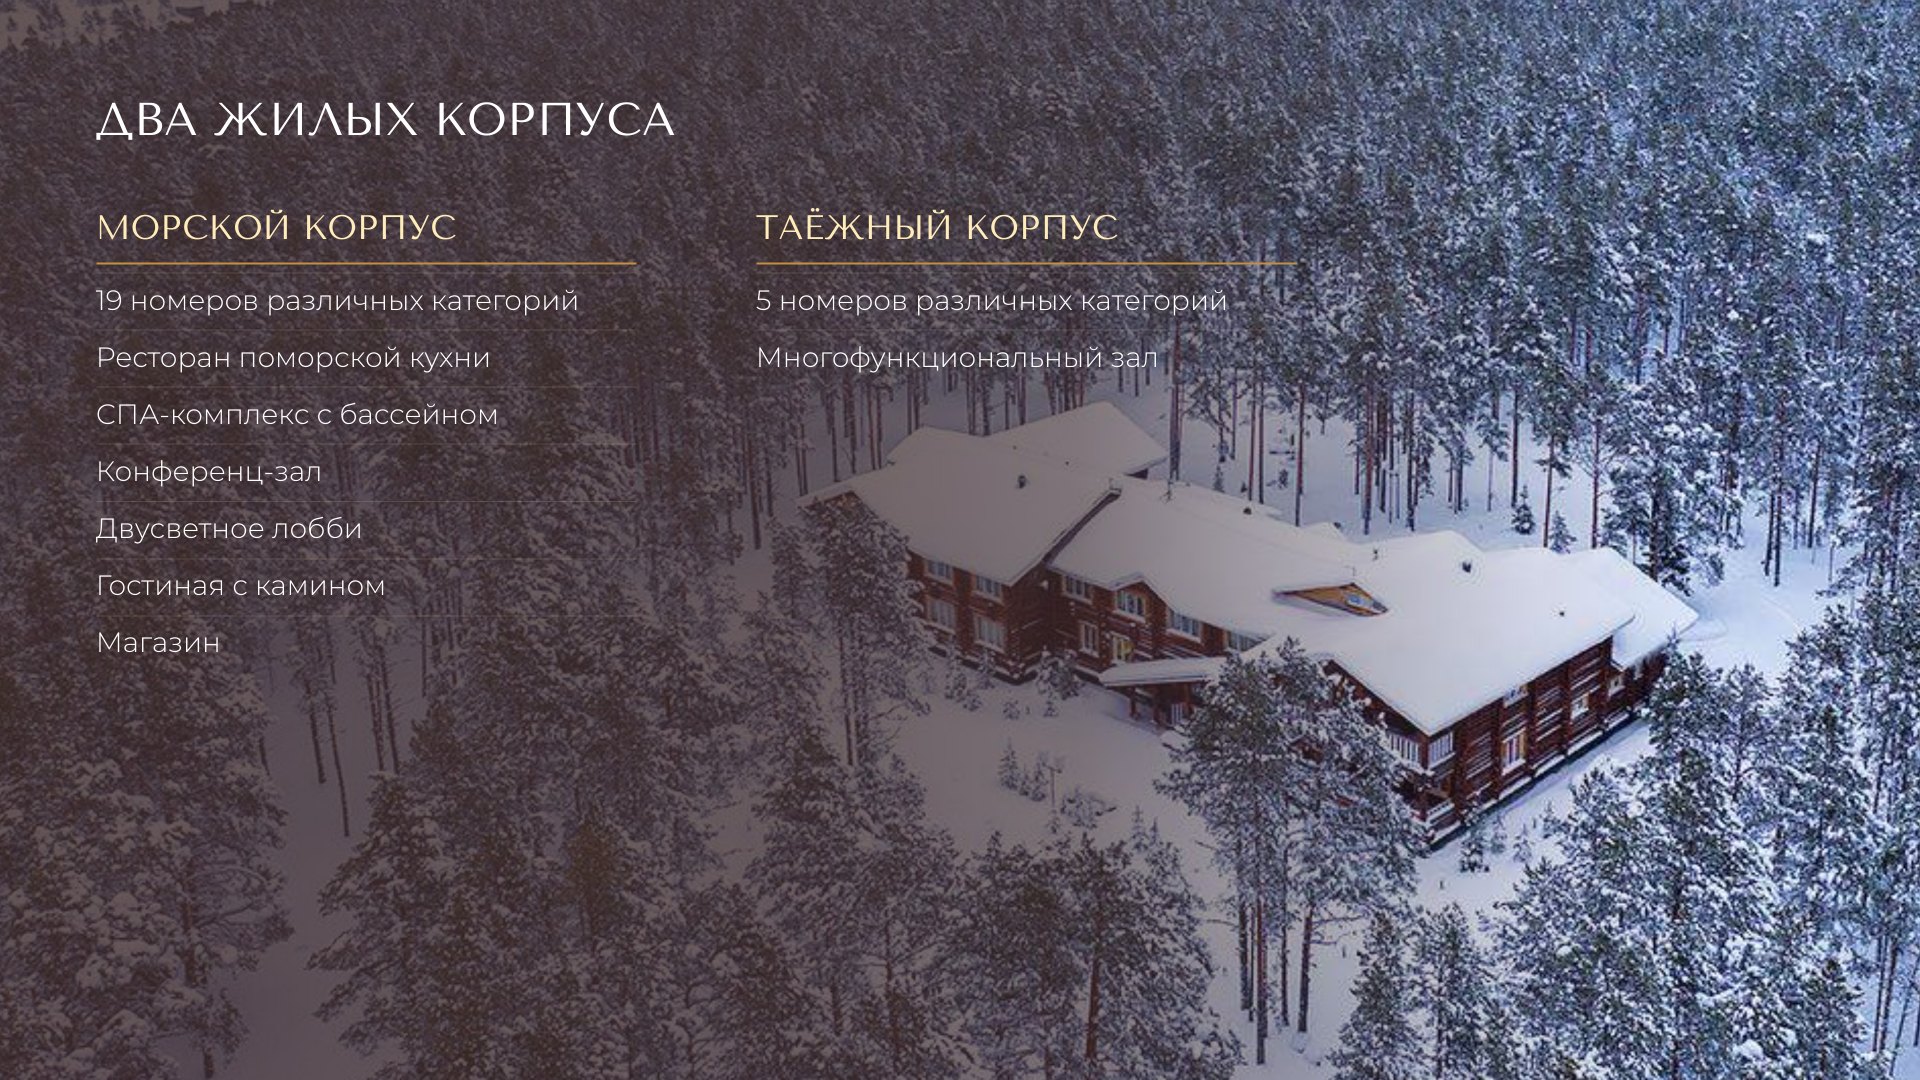 ДВА ЖИЛЫХ КОРПУСА
МОРСКОЙ КОРПУС
19 номеров различных категорий
Ресторан поморской кухни
СПА-комплекс с бассейном
Конференц-зал
Двусветное лобби
Гостиная с камином
Магазин
ТАЁЖНЫЙ КОРПУС
5 номеров различных категорий
Многофункциональный зал